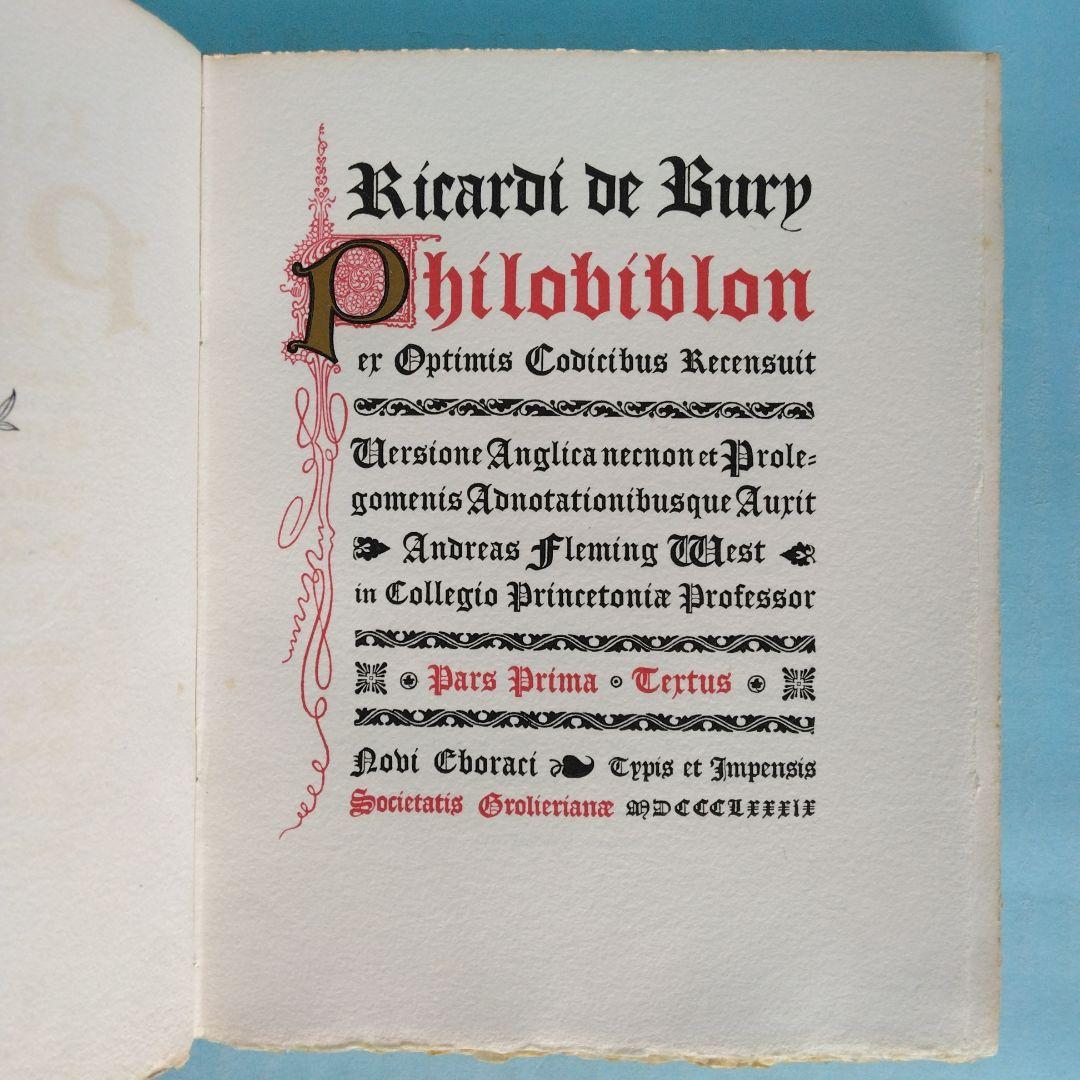 Ricardi de Bury
Philobiblon
ex Optimis Codicibus Recensuit
Versione Anglica necnon et Prole=
gomenis Adnotationibusque Auxit
Andreas Fleming West
in Collegio Princetoniæ Professor
Pars Prima Textus
Novi Eboraci Typis et Impensis
Societatis Grolierianæ MDCCCLXXXIX